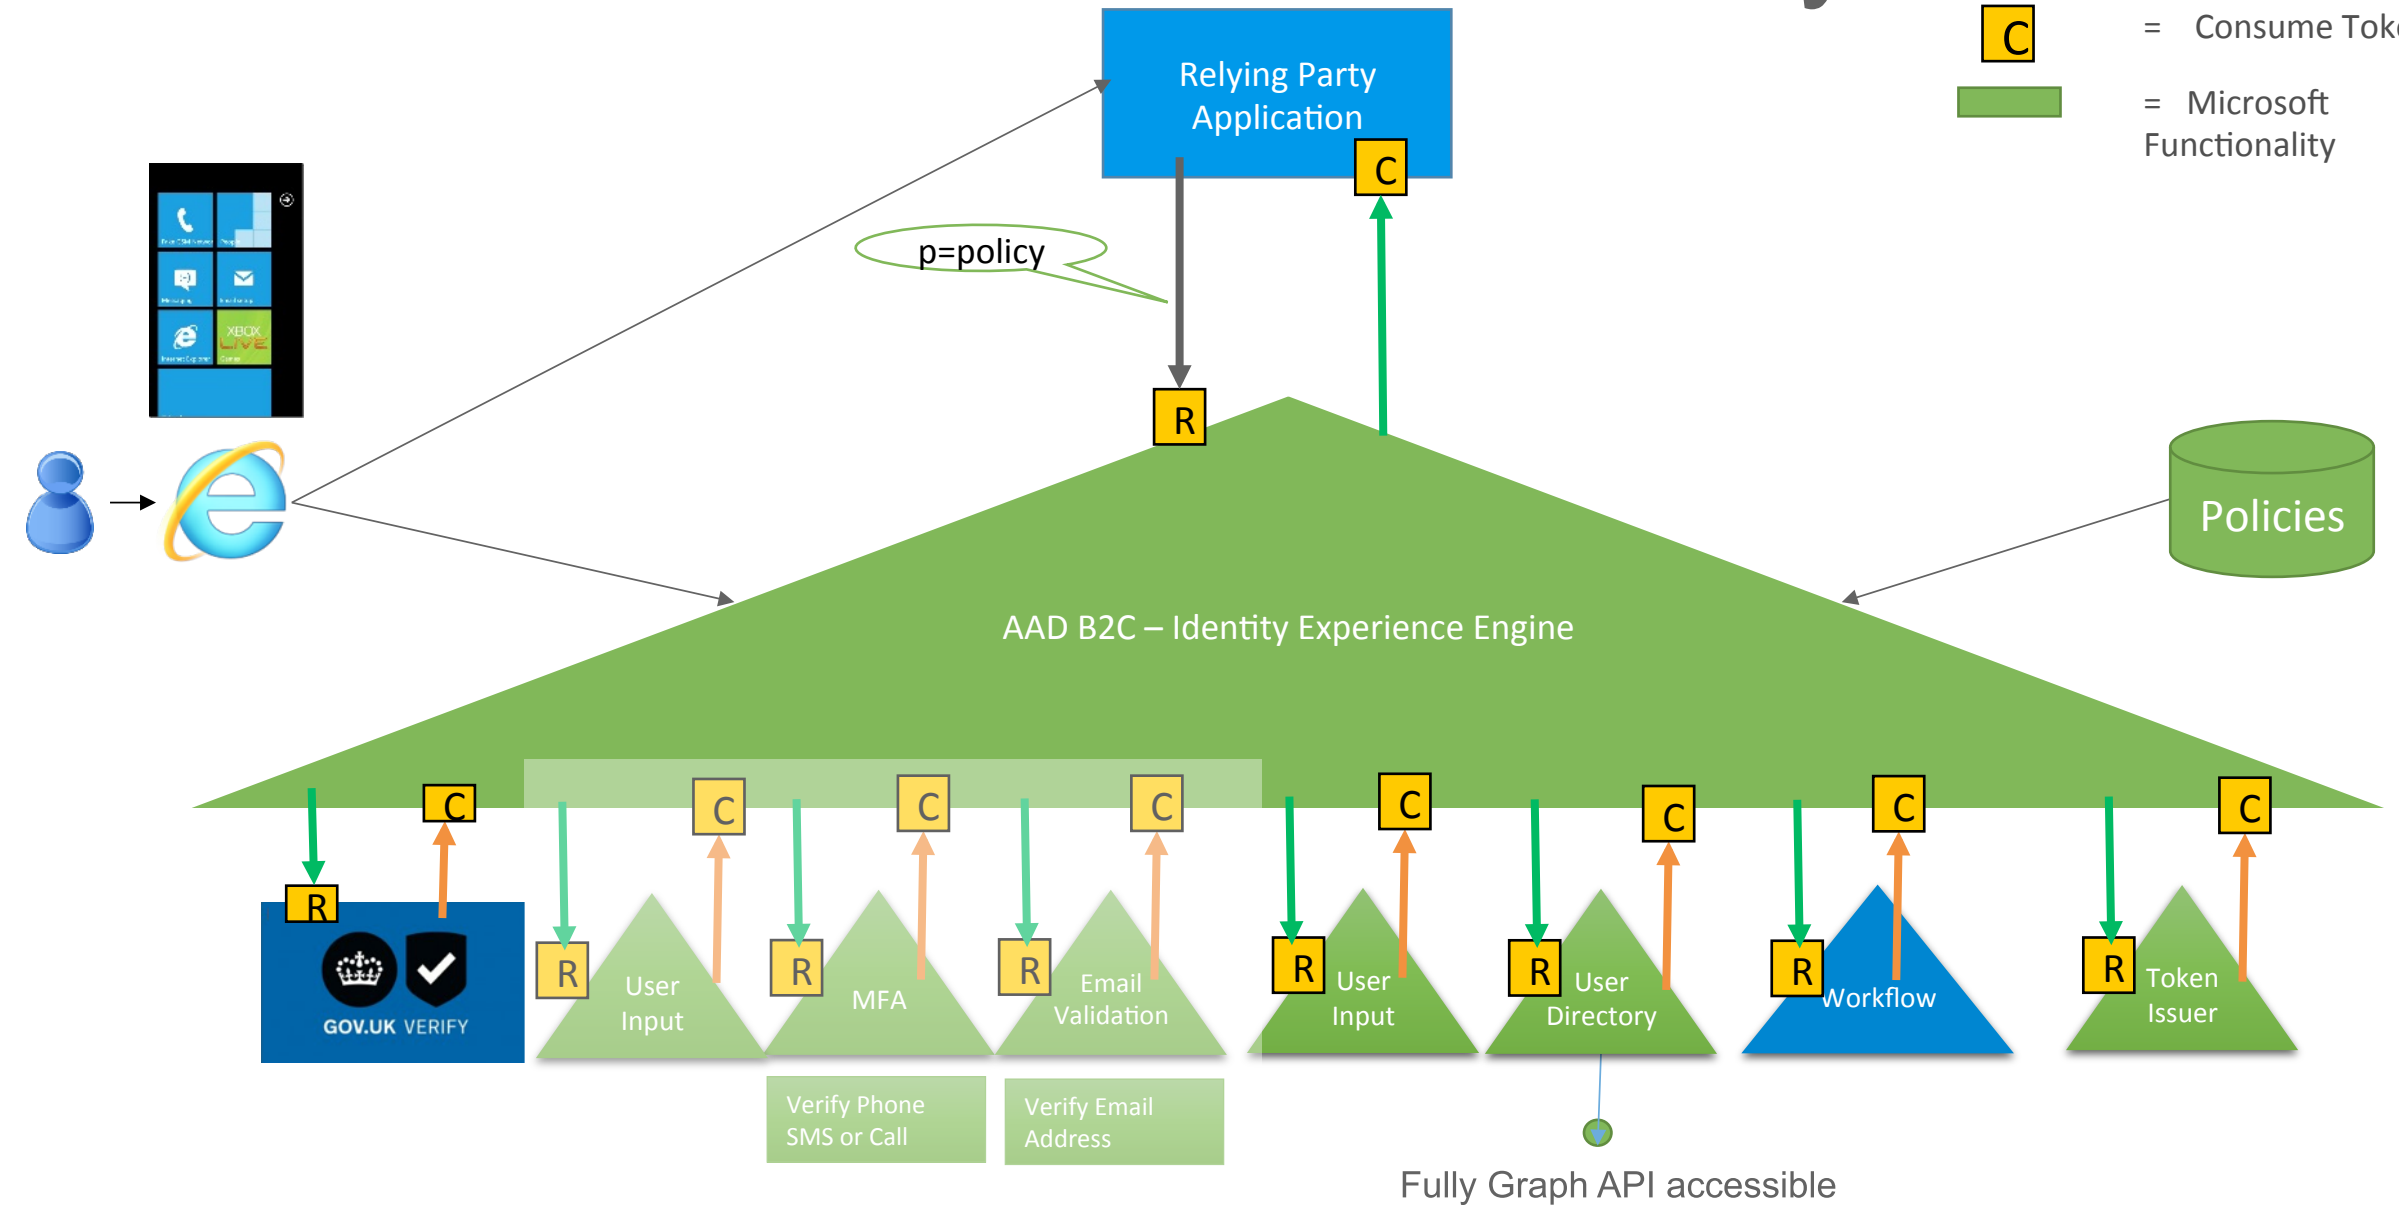 C
= Consume
= Microsoft
Functionality
Relying Party
Application
C
p=policy
R
XBOX
LIVE
Policies
AAD B2C – Identity Experience Engine
C
C
C
C
C
C
C
C
R
R
R
R
R
R
R
R
GOV.UK VERIFY
User
Input
MFA
Email
Validation
User
Input
User
Directory
Workflow
Token
Issuer
Verify Phone
SMS or Call
Verify Email
Address
Fully Graph API accessible